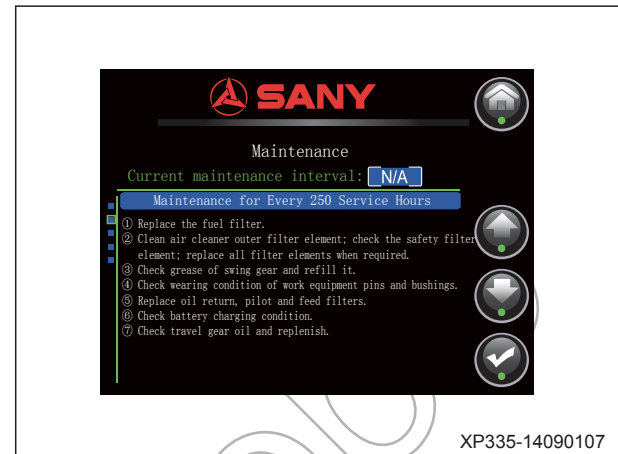 SANY
Maintenance
Current maintenance interval: N/A
Maintenance for Every 250 Service Hours
① Replace the fuel filter.
② Clean air cleaner outer filter element; check the safety filter
element; replace all filter elements when required.
③ Check grease of swing gear and refill it.
④ Check wearing condition of work equipment pins and bushings.
⑤ Replace oil return, pilot and feed filters.
⑥ Check battery charging condition.
⑦ Check travel gear oil and replenish.
XP335-14090107